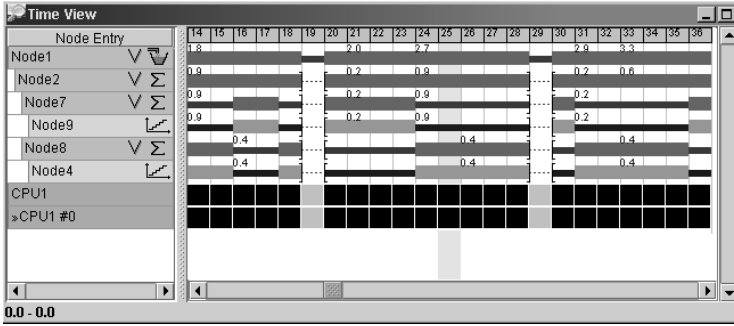 Time View
Node Entry
14 15 16 17 18 19 20 21 22 23 24 25 26 27 28 29 30 31 32 33 34 35 36
Node1 1.8 2.0 2.7 2.9 3.3
Node2 0.9 0.2 0.9 0.2 0.6
Node7 0.9 0.2 0.9 0.2
Node9 0.9 0.2 0.9 0.2
Node8 0.4 0.4 0.4
Node4 0.4 0.4 0.4
CPU1
»CPU1 #0
0.0 - 0.0